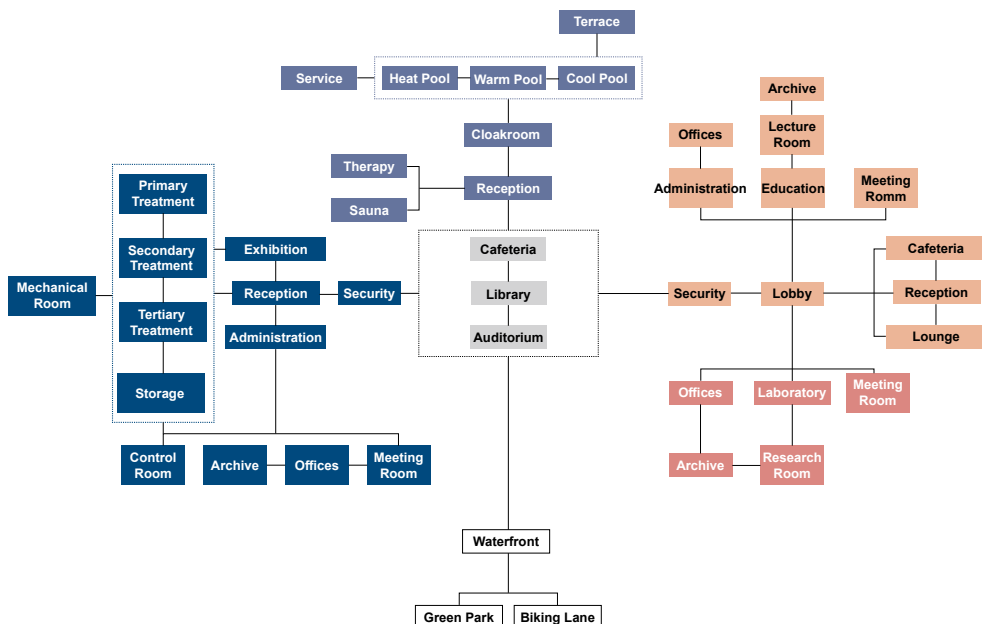 Terrace
Service
Heat Pool
Warm Pool
Cool Pool
Cloakroom
Therapy
Sauna
Reception
Primary
Treatment
Secondary
Treatment
Tertiary
Treatment
Storage
Mechanical
Room
Exhibition
Reception
Administration
Security
Control
Room
Archive
Offices
Meeting
Room
Cafeteria
Library
Auditorium
Archive
Lecture
Room
Offices
Administration
Education
Meeting
Romm
Security
Lobby
Cafeteria
Reception
Lounge
Offices
Laboratory
Meeting
Room
Archive
Research
Room
Waterfront
Green Park
Biking Lane